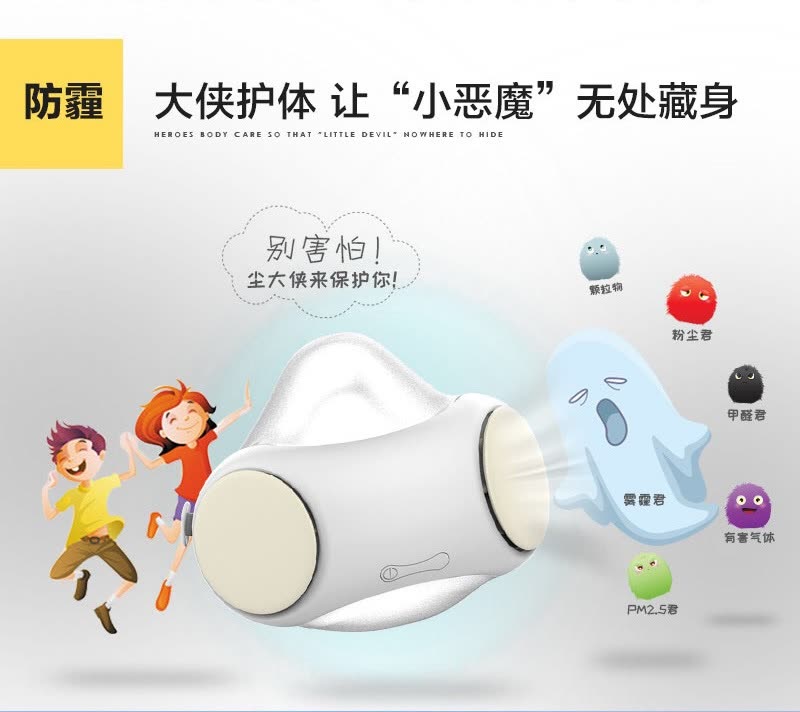 防霾
大侠护体 让“小恶魔”无处藏身
HEROES BODY CARE SO THAT "LITTLE DEVIL" NOWHERE TO HIDE
别害怕!
尘大侠来保护你!
颗粒物
粉尘君
甲醛君
雾霾君
有害气体
PM2.5君